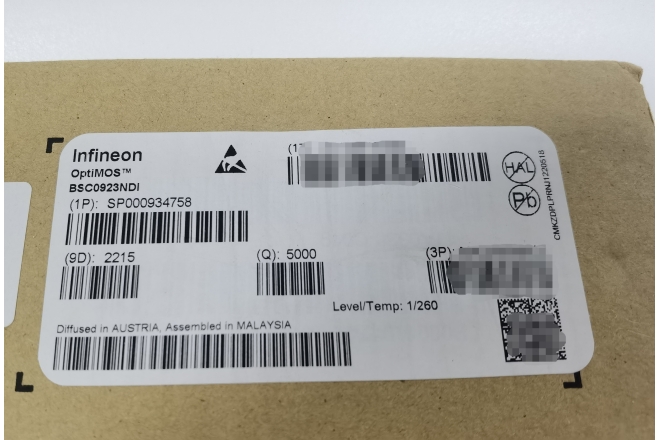 Infineon
OptiMOS™
BSC0923NDI
(1P): SP000934758
(9D): 2215
(Q): 5000
(3P):
Level/Temp: 1/260
Diffused in AUSTRIA, Assembled in MALAYSIA
HAL
Pb